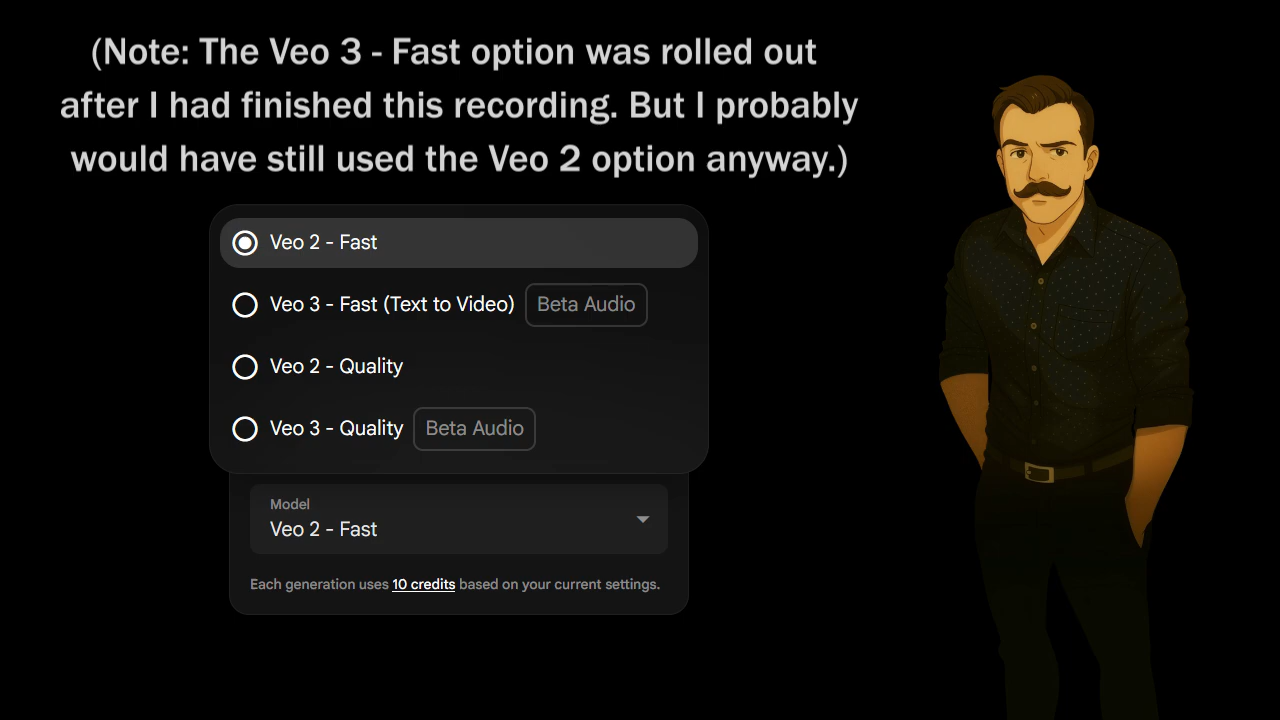 (Note: The Veo 3 - Fast option was rolled out
after I had finished this recording. But I probably
would have still used the Veo 2 option anyway.)
Veo 2 - Fast
Veo 3 - Fast (Text to Video) Beta Audio
Veo 2 - Quality
Veo 3 - Quality Beta Audio
Model
Veo 2 - Fast
Each generation uses 10 credits based on your current settings.